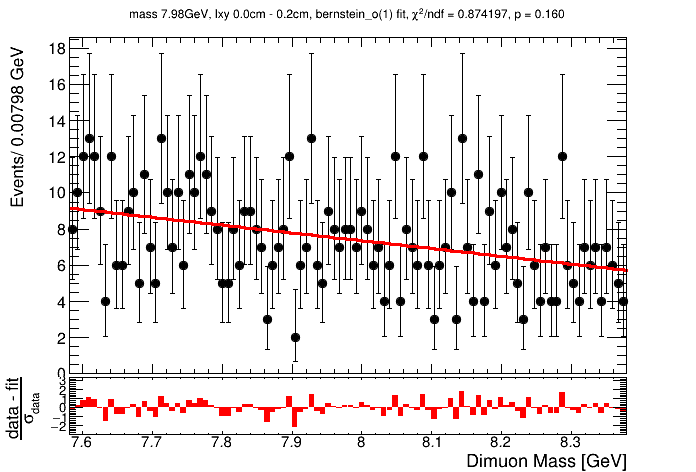 mass 7.98GeV, lxy 0.0cm - 0.2cm, bernstein_o(1) fit, χ²/ndf = 0.874197, p = 0.160
Events/ 0.00798 GeV
18
16
14
12
10
8
6
4
2
0
data - fit
σdata
3
2
1
0
−1
−2
7.6 7.7 7.8 7.9 8 8.1 8.2 8.3
Dimuon Mass [GeV]